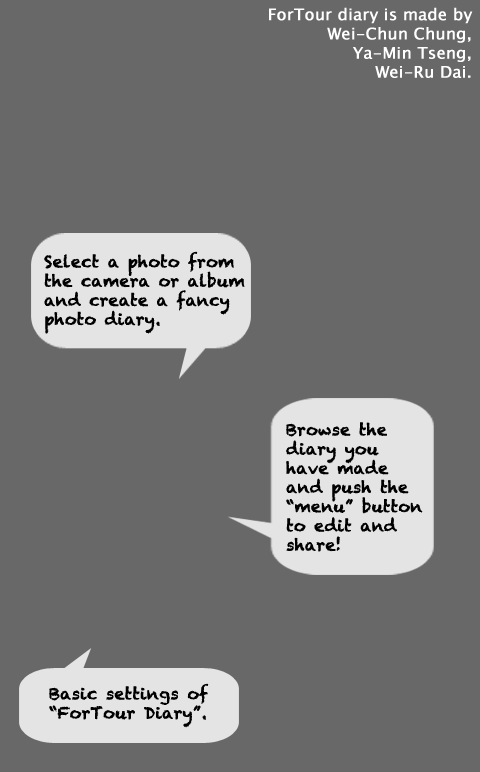 ForTour diary is made by
Wei-Chun Chung,
Ya-Min Tseng,
Wei-Ru Dai.
Select a photo from
the camera or album
and create a fancy
photo diary.
Browse the
diary you
have made
and push the
“menu” button
to edit and
share!
Basic settings of
“ForTour Diary”.